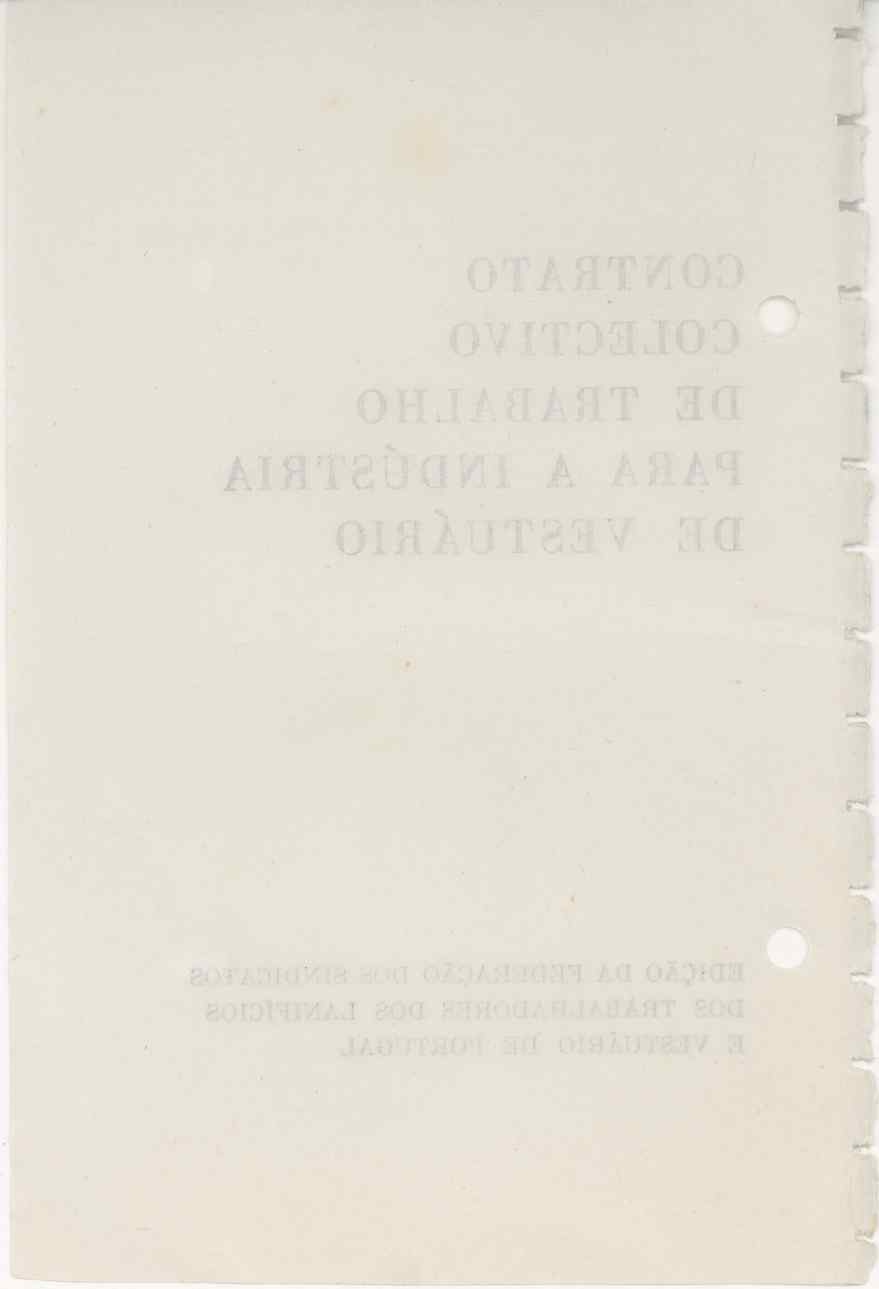 CONTRATO
COLECTIVO
DE TRABALHO
PARA A INDÚSTRIA
DE VESTUÁRIO
EDIÇÃO DA FEDERAÇÃO DOS SINDICATOS
DOS TRABALHADORES DOS LANIFÍCIOS
E VESTUÁRIO DE PORTUGAL